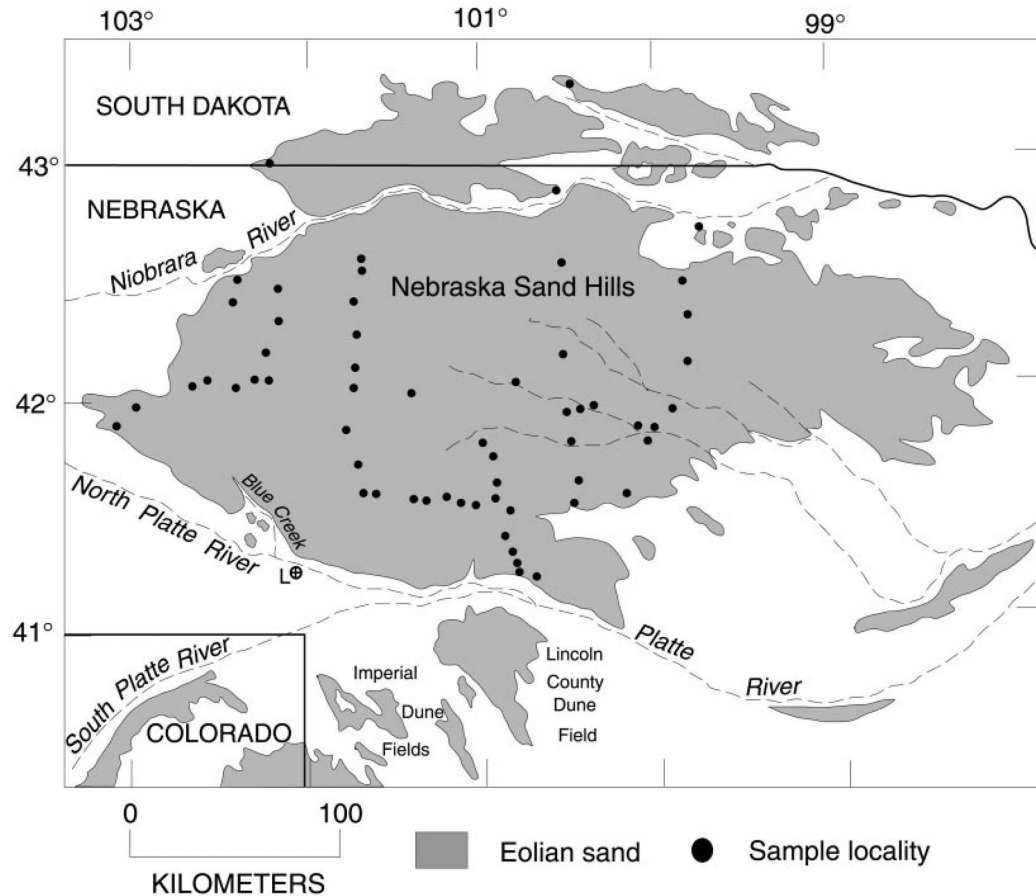 103°
101°
99°
SOUTH DAKOTA
43°
NEBRASKA
Niobrara River
Nebraska Sand Hills
42°
Blue Creek
North Platte River
L
41°
South Platte River
Platte River
COLORADO
Imperial
Dune
Fields
Lincoln
County
Dune
Field
0 100
KILOMETERS
Eolian sand
Sample locality